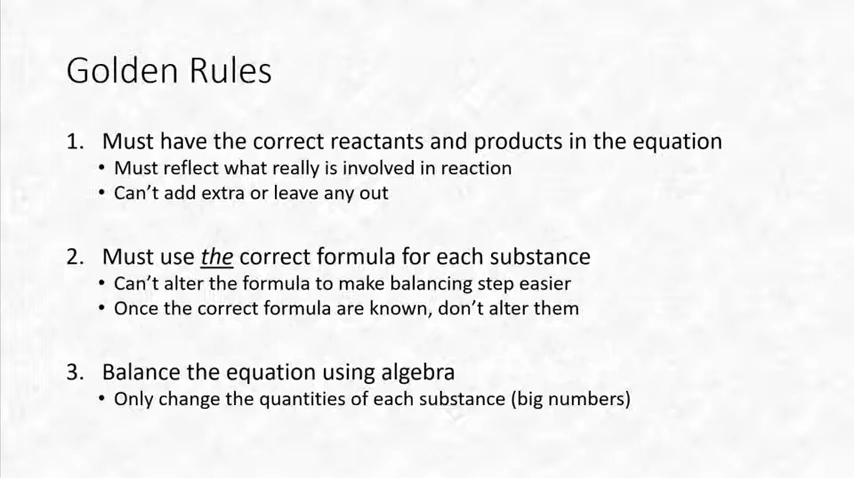 Golden Rules
1. Must have the correct reactants and products in the equation
• Must reflect what really is involved in reaction
• Can't add extra or leave any out
2. Must use the correct formula for each substance
• Can't alter the formula to make balancing step easier
• Once the correct formula are known, don't alter them
3. Balance the equation using algebra
• Only change the quantities of each substance (big numbers)